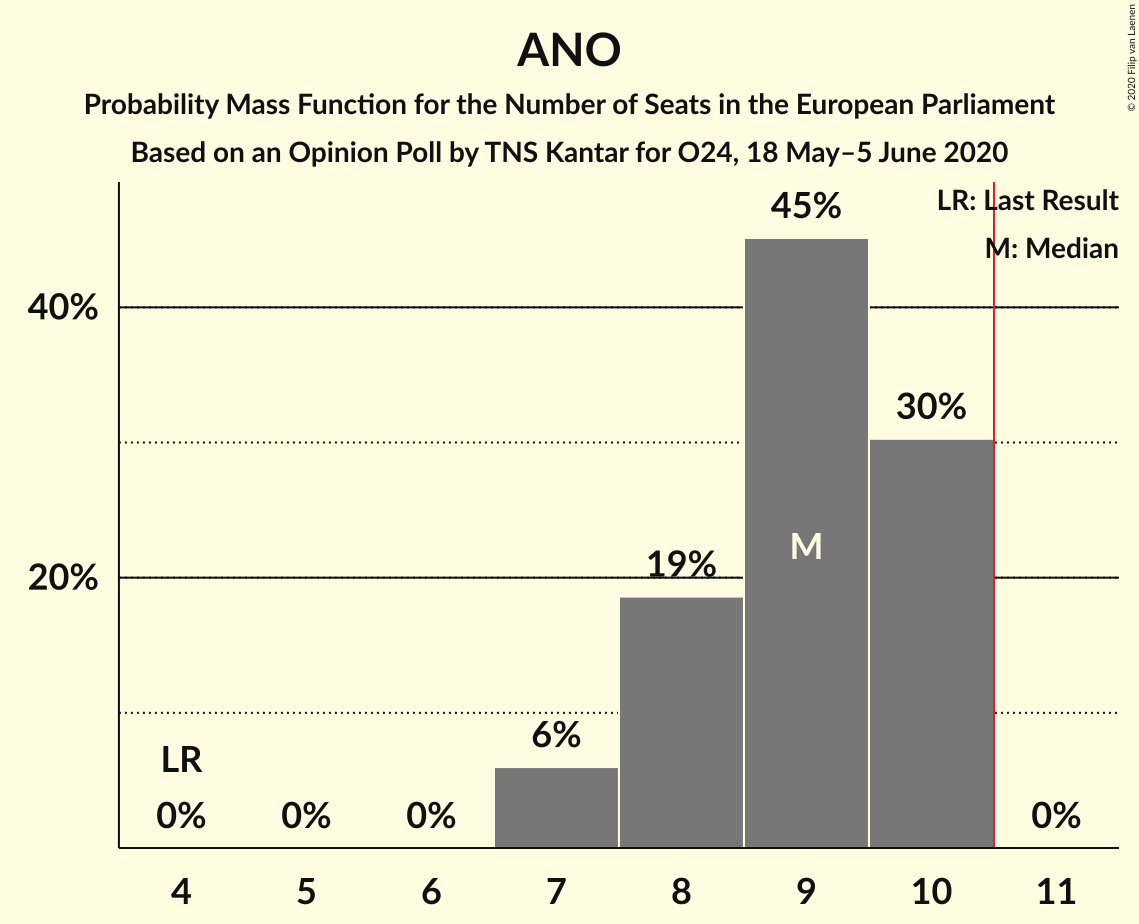 ANO
Probability Mass Function for the Number of Seats in the European Parliament
Based on an Opinion Poll by TNS Kantar for O24, 18 May–5 June 2020
© 2020 Filip van Laenen
LR: Last Result
M: Median
45%
40%
30%
M
19%
20%
6%
LR
0% 0% 0% 0%
4 5 6 7 8 9 10 11